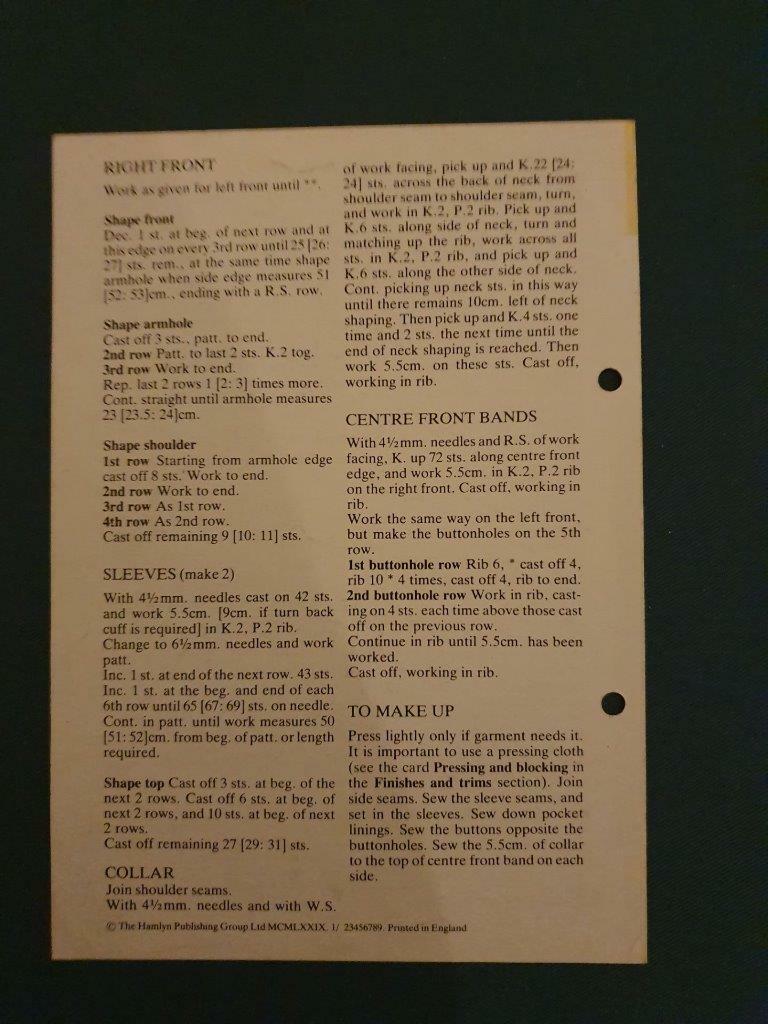 RIGHT FRONT
Work as given for left front until **.
Shape front
Dec. 1 st. at beg. of next row and at
this edge on every 3rd row until 25 [26:
27] sts. rem., at the same time shape
armhole when side edge measures 51
[52: 53]cm., ending with a R.S. row.
Shape armhole
Cast off 3 sts., patt. to end.
2nd row Patt. to last 2 sts. K.2 tog.
3rd row Work to end.
Rep. last 2 rows 1 [2: 3] times more.
Cont. straight until armhole measures
23 [23.5: 24]cm.
Shape shoulder
1st row Starting from armhole edge
cast off 8 sts. Work to end.
2nd row Work to end.
3rd row As 1st row.
4th row As 2nd row.
Cast off remaining 9 [10: 11] sts.
SLEEVES (make 2)
With 4½mm. needles cast on 42 sts.
and work 5.5cm. [9cm. if turn back
cuff is required] in K.2, P.2 rib.
Change to 6½mm. needles and work
patt.
Inc. 1 st. at end of the next row. 43 sts.
Inc. 1 st. at the beg. and end of each
6th row until 65 [67: 69] sts. on needle.
Cont. in patt. until work measures 50
[51: 52]cm. from beg. of patt. or length
required.
Shape top Cast off 3 sts. at beg. of the
next 2 rows. Cast off 6 sts. at beg. of
next 2 rows, and 10 sts. at beg. of next
2 rows.
Cast off remaining 27 [29: 31] sts.
COLLAR
Join shoulder seams.
With 4½mm. needles and with W.S.
of work facing, pick up and K.22 [24:
24] sts. across the back of neck from
shoulder seam to shoulder seam, turn,
and work in K.2, P.2 rib. Pick up and
K.6 sts. along side of neck, turn and
matching up the rib, work across all
sts. in K.2, P.2 rib, and pick up and
K.6 sts. along the other side of neck.
Cont. picking up neck sts. in this way
until there remains 10cm. left of neck
shaping. Then pick up and K.4 sts. one
time and 2 sts. the next time until the
end of neck shaping is reached. Then
work 5.5cm. on these sts. Cast off,
working in rib.
CENTRE FRONT BANDS
With 4½mm. needles and R.S. of work
facing, K. up 72 sts. along centre front
edge, and work 5.5cm. in K.2, P.2 rib
on the right front. Cast off, working in
rib.
Work the same way on the left front,
but make the buttonholes on the 5th
row.
1st buttonhole row Rib 6, * cast off 4,
rib 10 * 4 times, cast off 4, rib to end.
2nd buttonhole row Work in rib, cast-
ing on 4 sts. each time above those cast
off on the previous row.
Continue in rib until 5.5cm. has been
worked.
Cast off, working in rib.
TO MAKE UP
Press lightly only if garment needs it.
It is important to use a pressing cloth
(see the card Pressing and blocking in
the Finishes and trims section). Join
side seams. Sew the sleeve seams, and
set in the sleeves. Sew down pocket
linings. Sew the buttons opposite the
buttonholes. Sew the 5.5cm. of collar
to the top of centre front band on each
side.
© The Hamlyn Publishing Group Ltd MCMLXXIX. 1/ 23456789. Printed in England